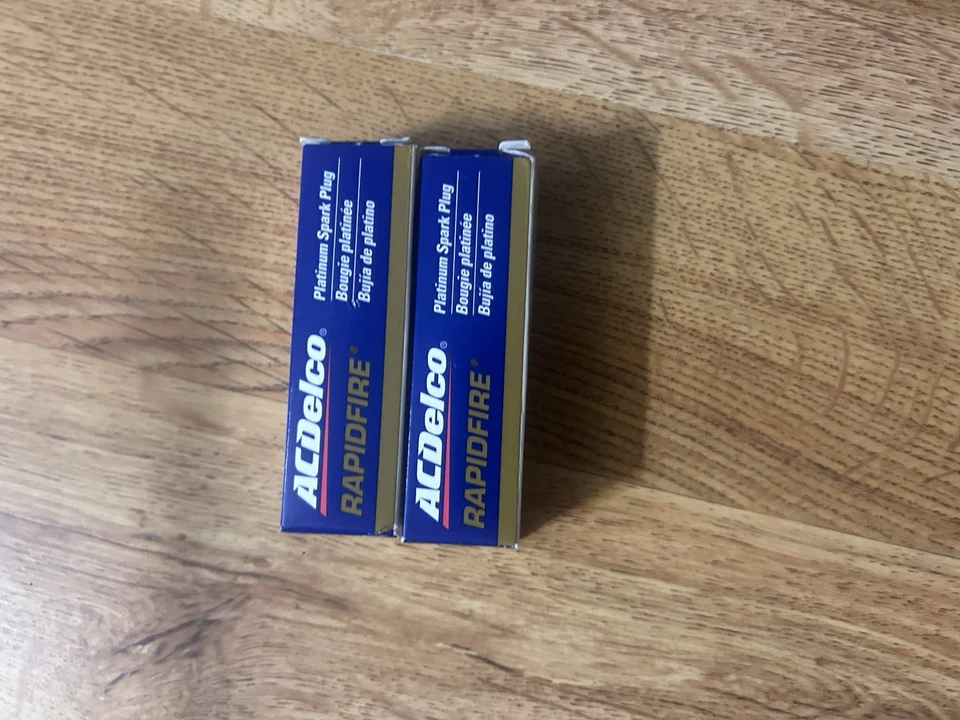 ACDelco®
RAPIDFIRE®
Platinum Spark Plug
Bougie platinée
Bujía de platino
ACDelco®
RAPIDFIRE®
Platinum Spark Plug
Bougie platinée
Bujía de platino